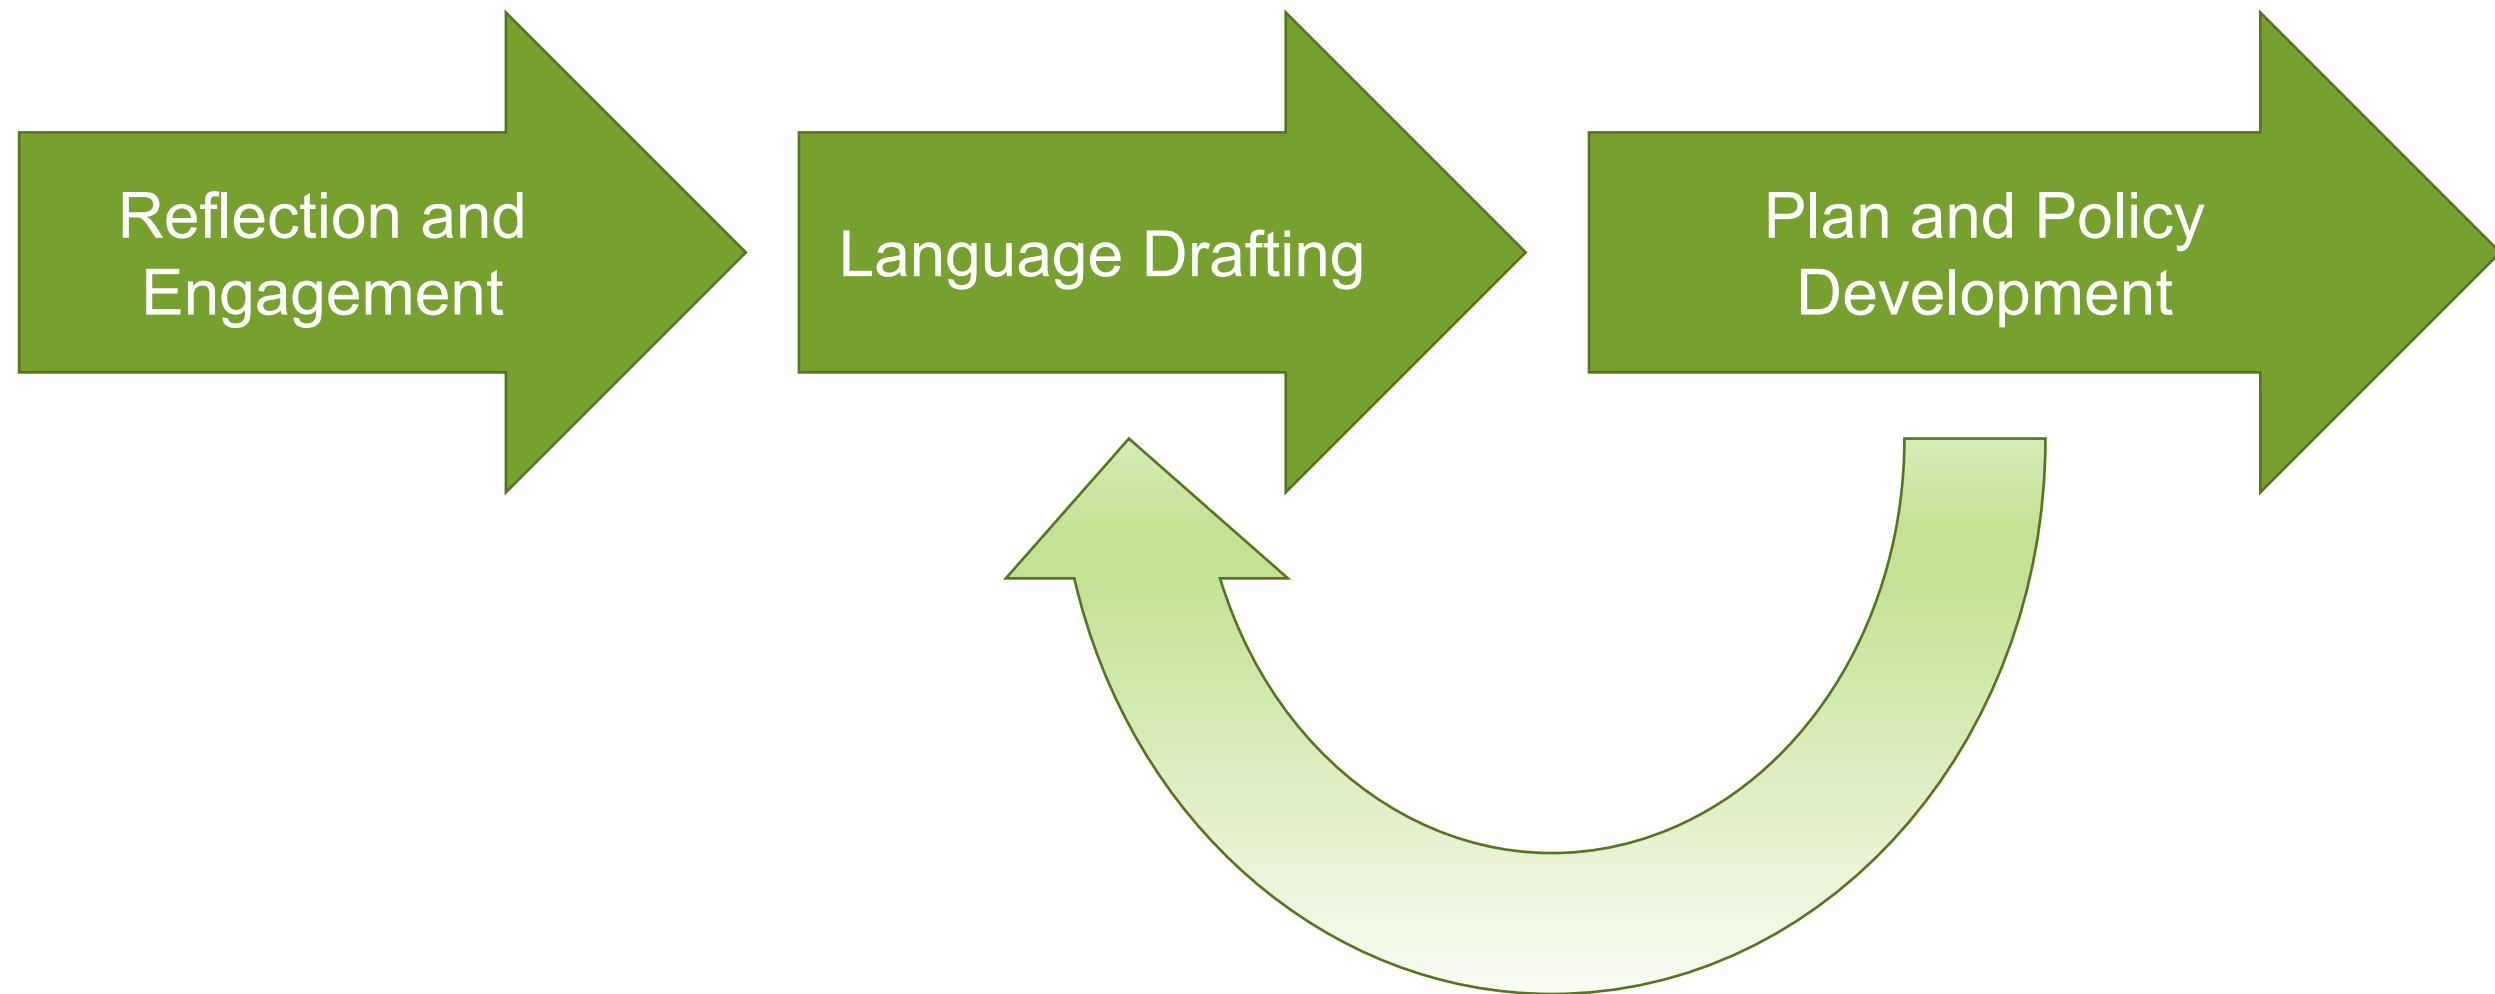 Reflection and
Engagement
Language Drafting
Plan and Policy
Development